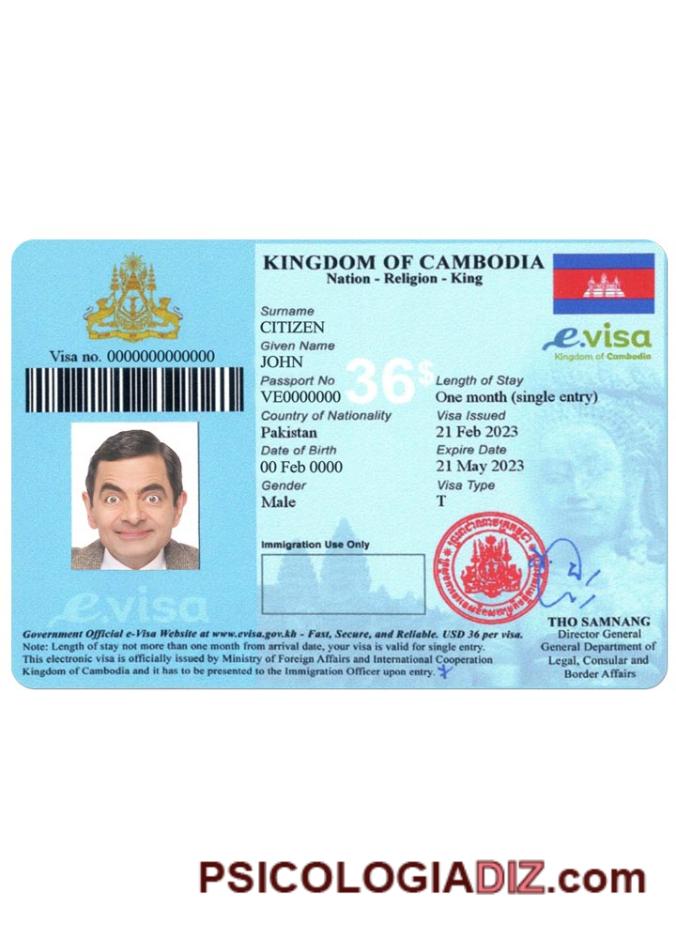 KINGDOM OF CAMBODIA
Nation - Religion - King
e.visa
Kingdom of Cambodia
Visa no. 0000000000000
Surname
CITIZEN
Given Name
JOHN
36$
Passport No
VE0000000
Length of Stay
One month (single entry)
Country of Nationality
Pakistan
Visa Issued
21 Feb 2023
Date of Birth
00 Feb 0000
Expire Date
21 May 2023
Gender
Male
Visa Type
T
Immigration Use Only
e.visa
THO SAMNANG
Director General
General Department of
Legal, Consular and
Border Affairs
Government Official e-Visa Website at www.evisa.gov.kh - Fast, Secure, and Reliable. USD 36 per visa.
Note: Length of stay not more than one month from arrival date, your visa is valid for single entry.
This electronic visa is officially issued by Ministry of Foreign Affairs and International Cooperation
Kingdom of Cambodia and it has to be presented to the Immigration Officer upon entry.
PSICOLOGIADIZ.com